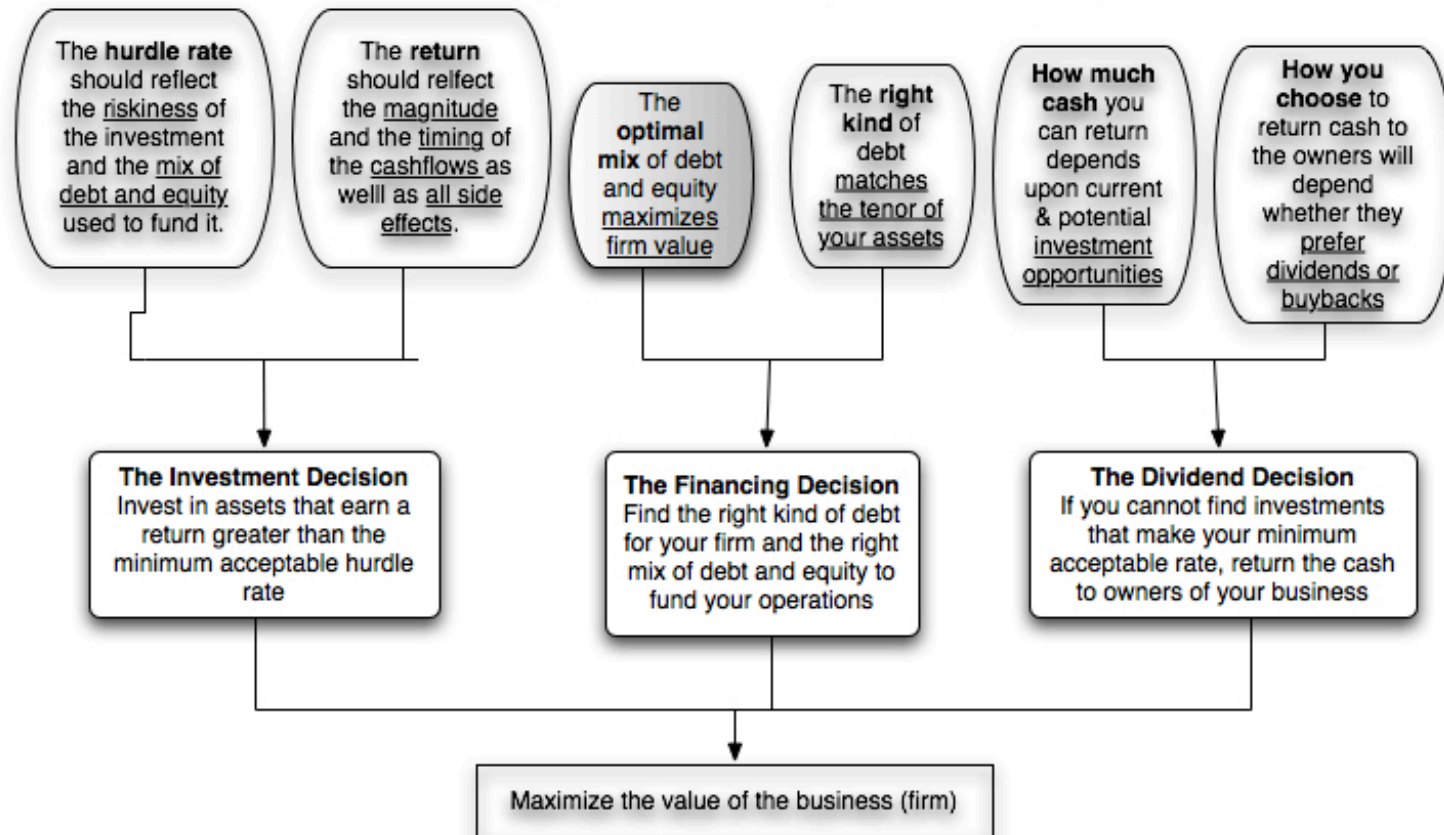 The hurdle rate
should reflect
the riskiness of
the investment
and the mix of
debt and equity
used to fund it.
The return
should relfect
the magnitude
and the timing of
the cashflows as
welll as all side
effects.
The
optimal
mix of debt
and equity
maximizes
firm value
The right
kind of
debt
matches
the tenor of
your assets
How much
cash you
can return
depends
upon current
& potential
investment
opportunities
How you
choose to
return cash to
the owners will
depend
whether they
prefer
dividends or
buybacks
The Investment Decision
Invest in assets that earn a
return greater than the
minimum acceptable hurdle
rate
The Financing Decision
Find the right kind of debt
for your firm and the right
mix of debt and equity to
fund your operations
The Dividend Decision
If you cannot find investments
that make your minimum
acceptable rate, return the cash
to owners of your business
Maximize the value of the business (firm)